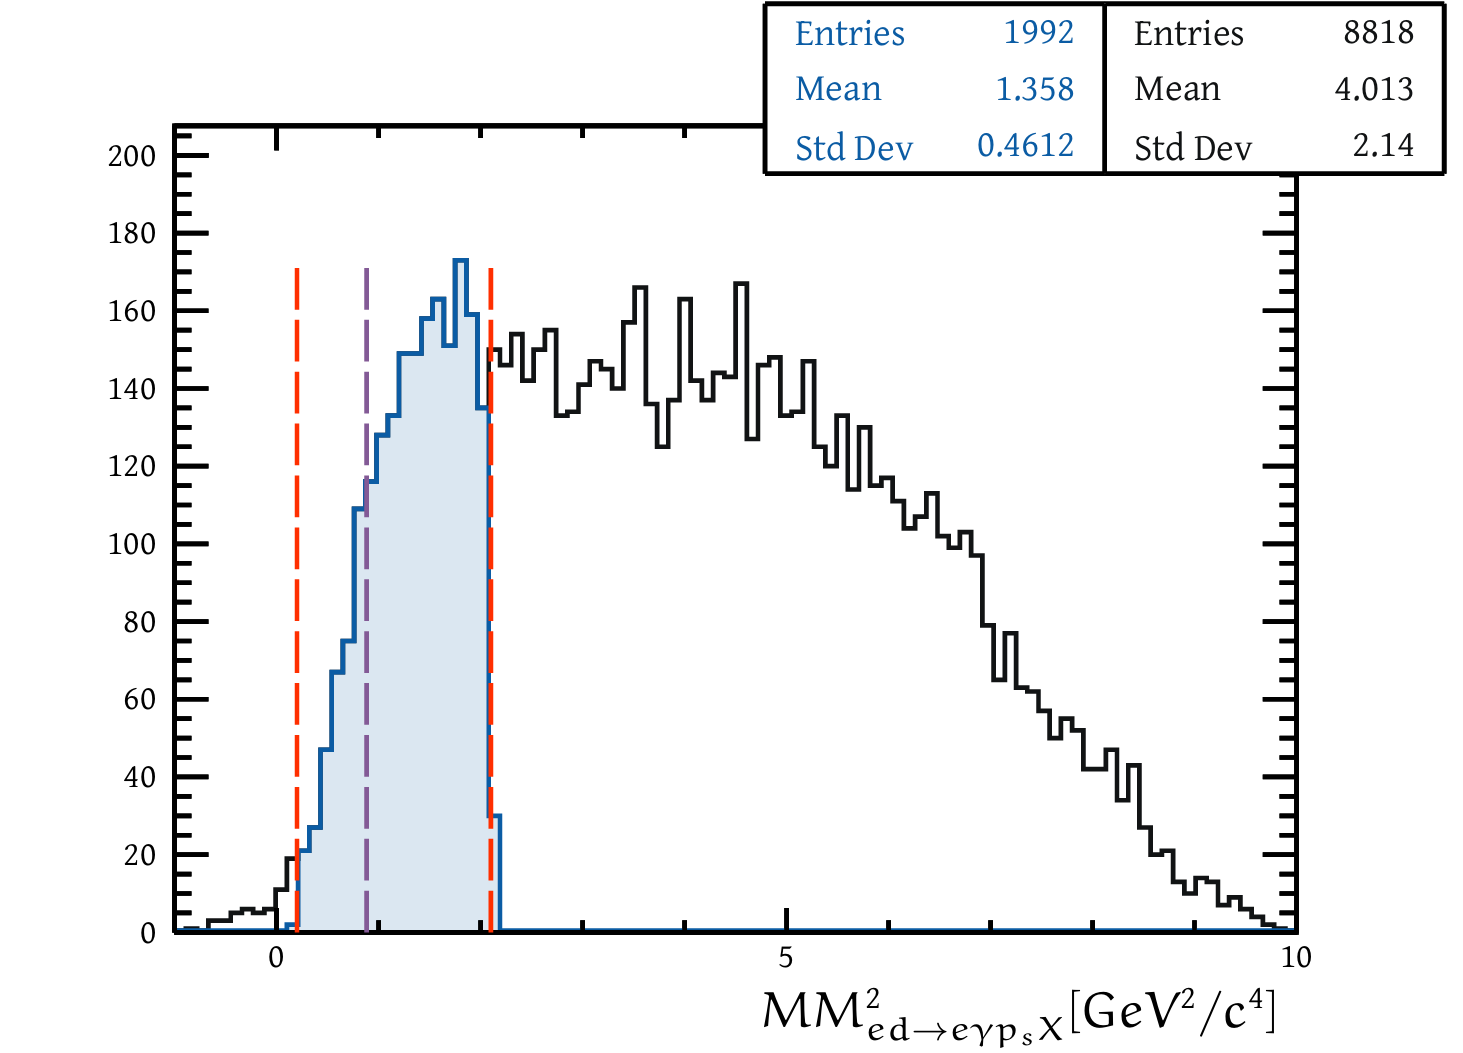 Entries 1992 Entries 8818
Mean 1.358 Mean 4.013
Std Dev 0.4612 Std Dev 2.14
200
180
160
140
120
100
80
60
40
20
0
0 5 10
MM²ed→eγpₛX[GeV²/c⁴]